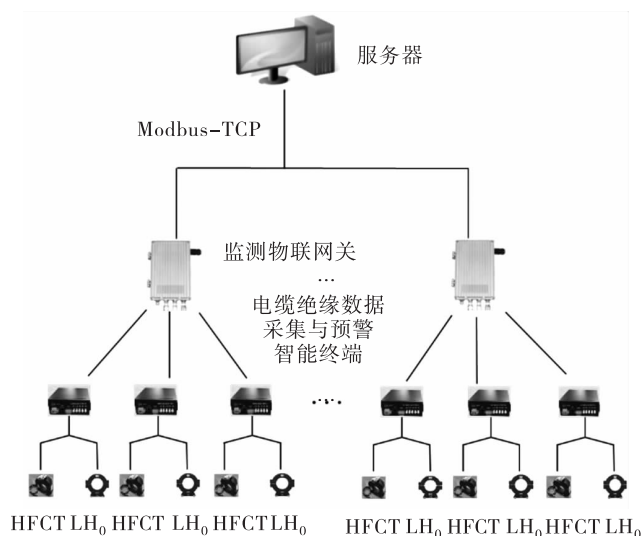 服务器
Modbus-TCP
监测物联网关
...
电缆绝缘数据
采集与预警
智能终端
....
HFCT LH₀ HFCT LH₀ HFCT LH₀ HFCT LH₀ HFCT LH₀ HFCT LH₀